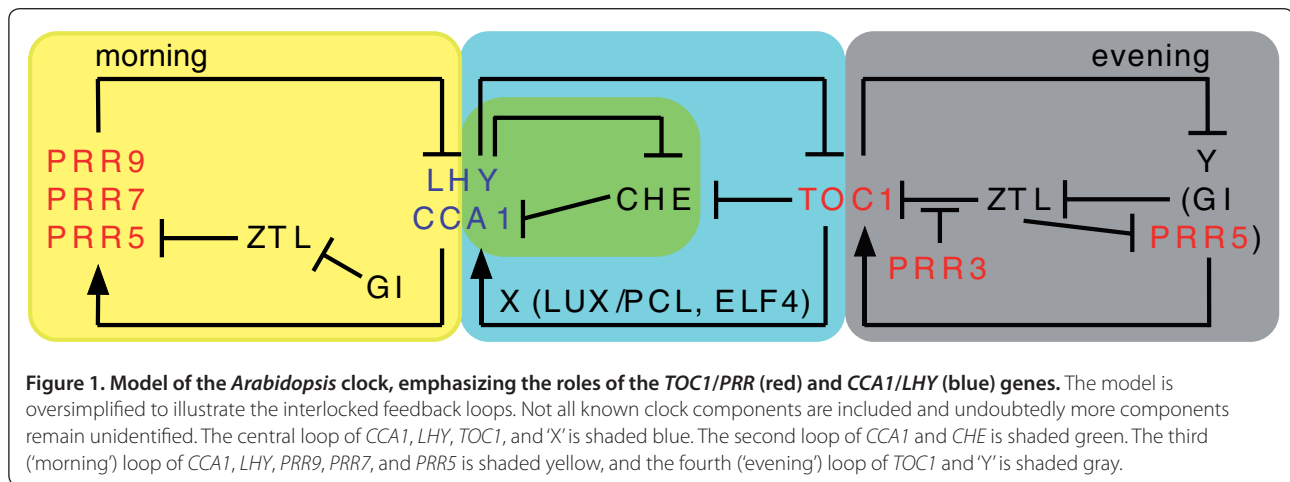 morning
evening
PRR9
PRR7
PRR5
ZTL
GI
LHY
CCA1
CHE
X (LUX/PCL, ELF4)
TOC1
ZTL
PRR3
Y
(GI
PRR5)
Figure 1. Model of the Arabidopsis clock, emphasizing the roles of the TOC1/PRR (red) and CCA1/LHY (blue) genes. The model is
oversimplified to illustrate the interlocked feedback loops. Not all known clock components are included and undoubtedly more components
remain unidentified. The central loop of CCA1, LHY, TOC1, and ‘X’ is shaded blue. The second loop of CCA1 and CHE is shaded green. The third
(‘morning’) loop of CCA1, LHY, PRR9, PRR7, and PRR5 is shaded yellow, and the fourth (‘evening’) loop of TOC1 and ‘Y’ is shaded gray.